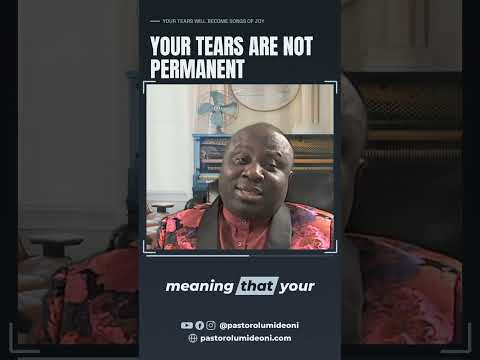 YOUR TEARS WILL BECOME SONGS OF JOY
YOUR TEARS ARE NOT
PERMANENT
meaning that your
@pastorolumideoni
pastorolumideoni.com